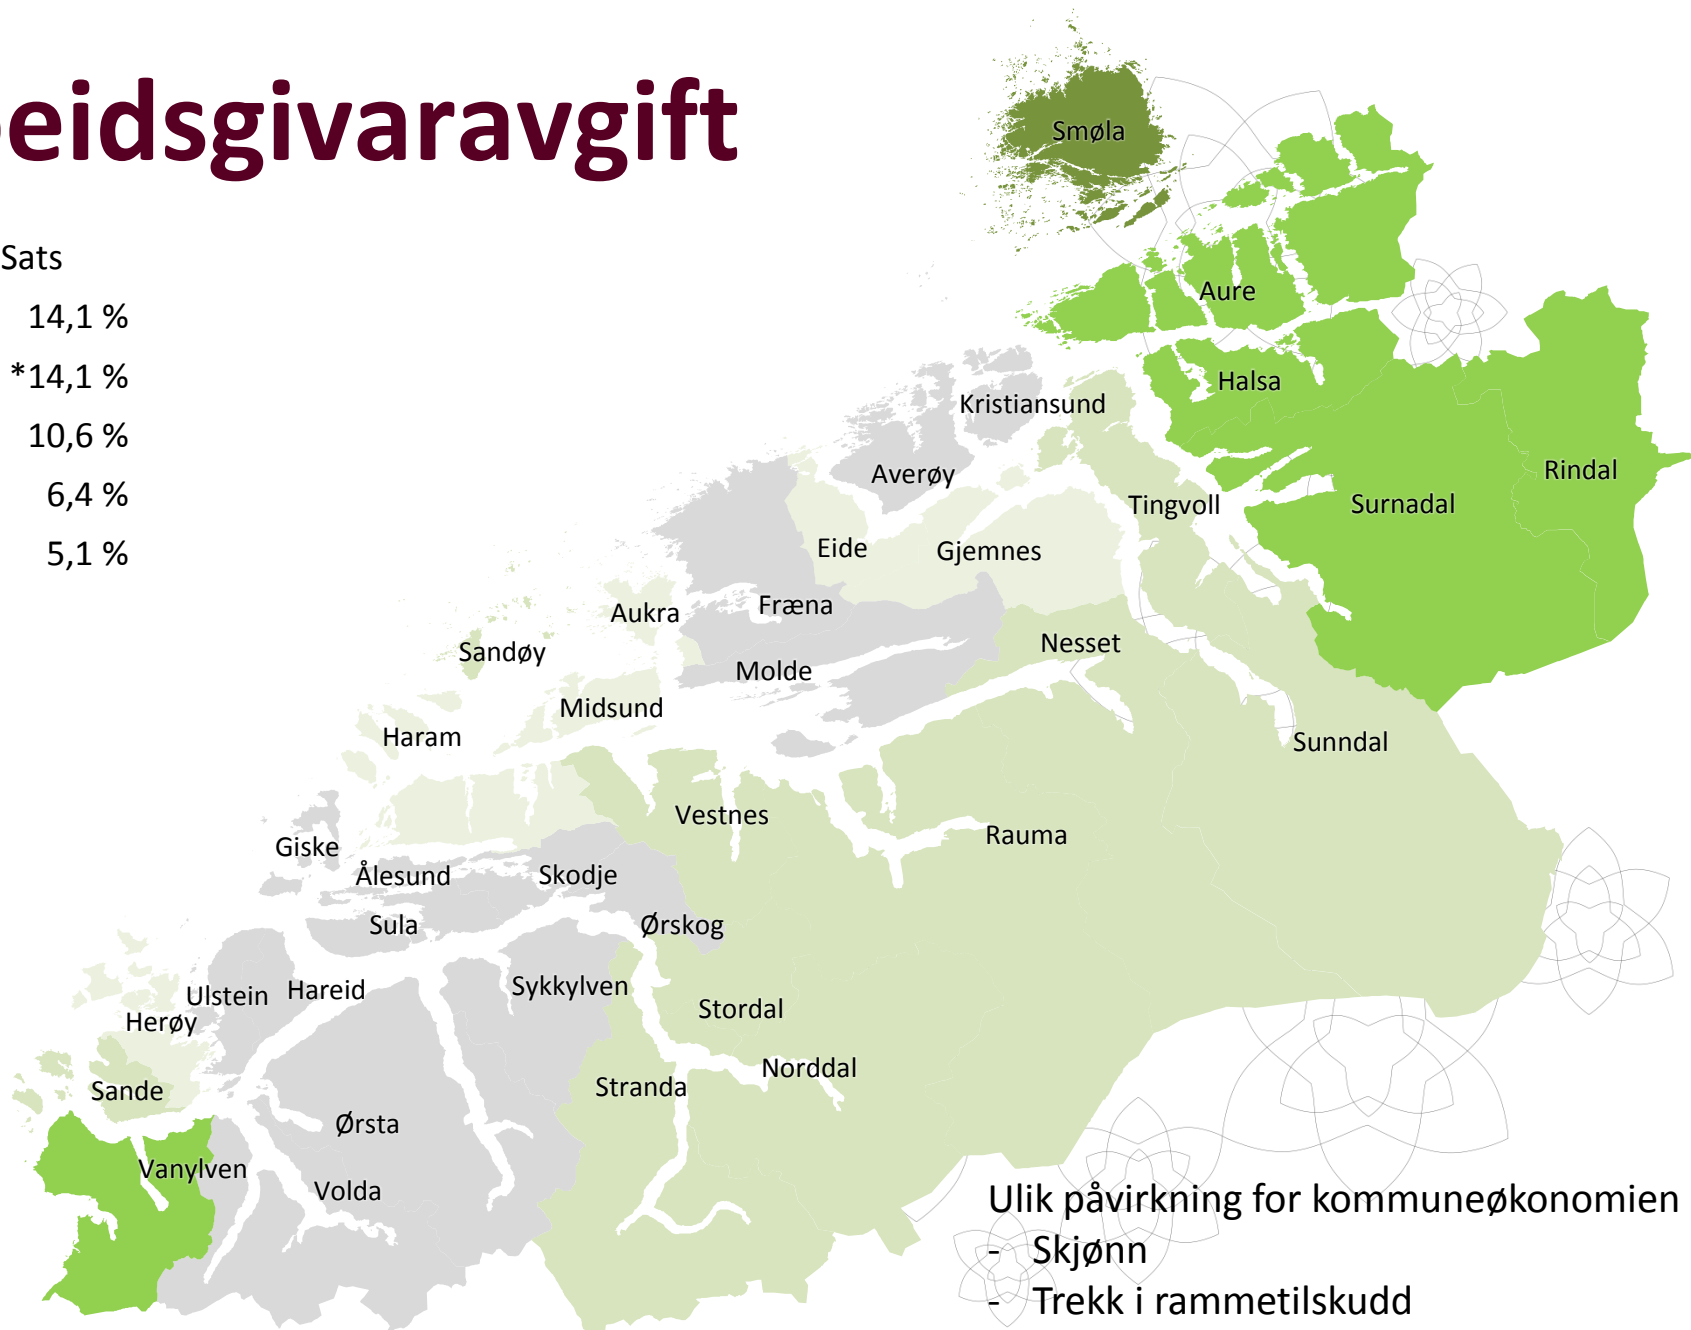 eidsgivaravgift
Sats
14,1 %
*14,1 %
10,6 %
6,4 %
5,1 %
Smøla
Aure
Halsa
Kristiansund
Rindal
Averøy
Surnadal
Tingvoll
Eide
Gjemnes
Fræna
Aukra
Nesset
Sandøy
Molde
Midsund
Haram
Sunndal
Vestnes
Rauma
Giske
Ålesund
Skodje
Sula
Ørskog
Sykkylven
Hareid
Ulstein
Stordal
Herøy
Norddal
Stranda
Sande
Ørsta
Vanylven
Volda
Ulik påvirkning for kommuneøkonomien
- Skjønn
- Trekk i rammetilskudd